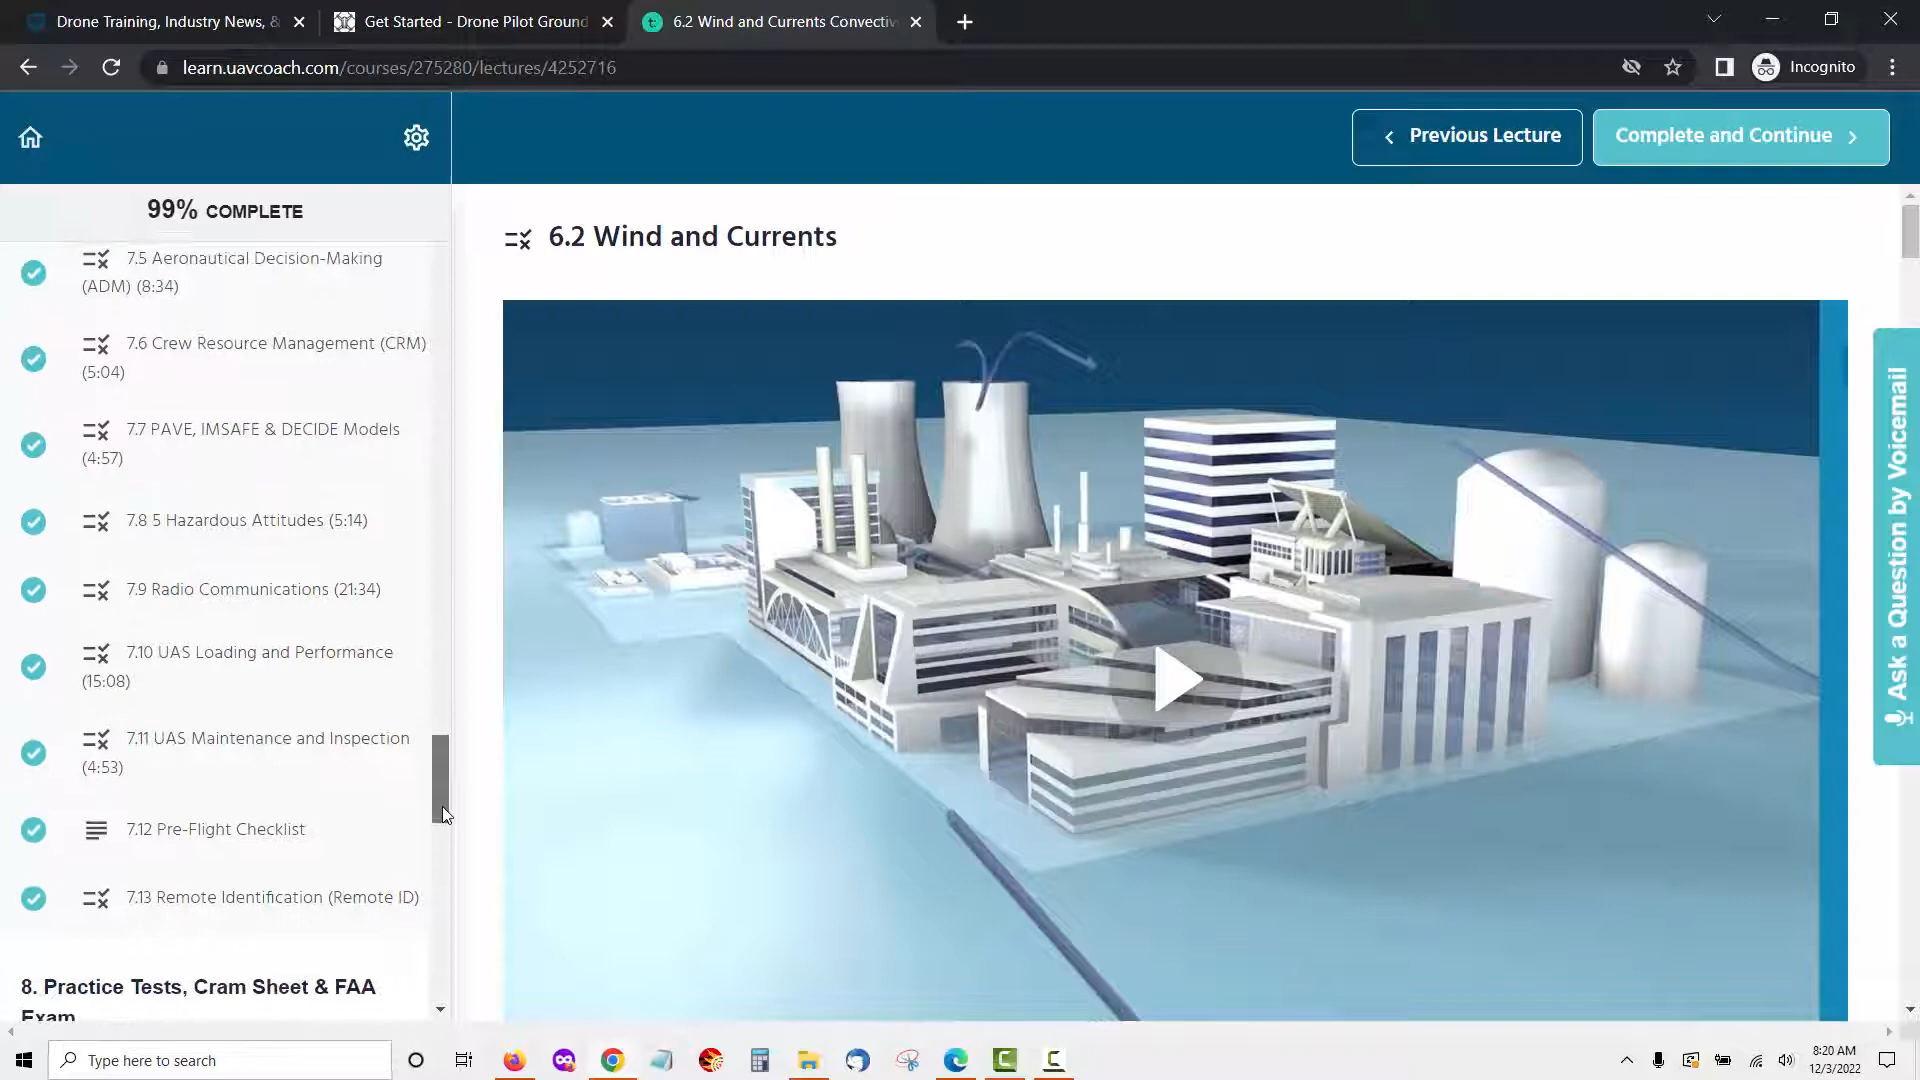 Drone Training, Industry News, &
Get Started - Drone Pilot Ground
t:
6.2 Wind and Currents Convectiv
learn.uavcoach.com/courses/275280/lectures/4252716
Incognito
Previous Lecture
Complete and Continue
99% COMPLETE
7.5 Aeronautical Decision-Making
(ADM) (8:34)
7.6 Crew Resource Management (CRM)
(5:04)
7.7 PAVE, IMSAFE & DECIDE Models
(4:57)
7.8 5 Hazardous Attitudes (5:14)
7.9 Radio Communications (21:34)
7.10 UAS Loading and Performance
(15:08)
7.11 UAS Maintenance and Inspection
(4:53)
7.12 Pre-Flight Checklist
7.13 Remote Identification (Remote ID)
8. Practice Tests, Cram Sheet & FAA
Exam
6.2 Wind and Currents
Ask a Question by Voicemail
Type here to search
8:20 AM
12/3/2022